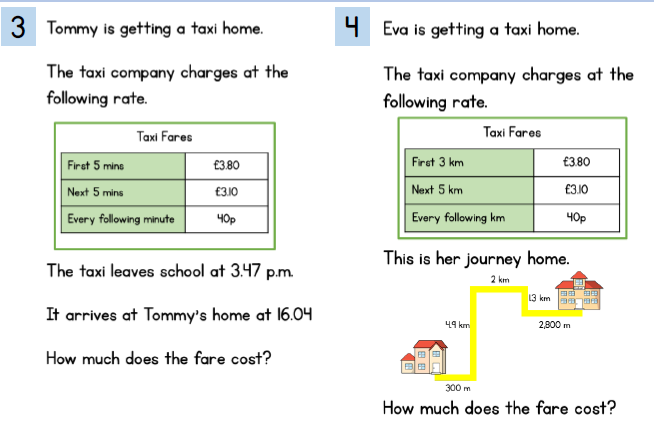 3
Tommy is getting a taxi home.
The taxi company charges at the
following rate.
Taxi Fares
First 5 mins £3.80
Next 5 mins £3.10
Every following minute 40p
The taxi leaves school at 3.47 p.m.
It arrives at Tommy's home at 16.04
How much does the fare cost?
4
Eva is getting a taxi home.
The taxi company charges at the
following rate.
Taxi Fares
First 3 km £3.80
Next 5 km £3.10
Every following km 40p
This is her journey home.
2 km
1.3 km
4.9 km
2,800 m
300 m
How much does the fare cost?